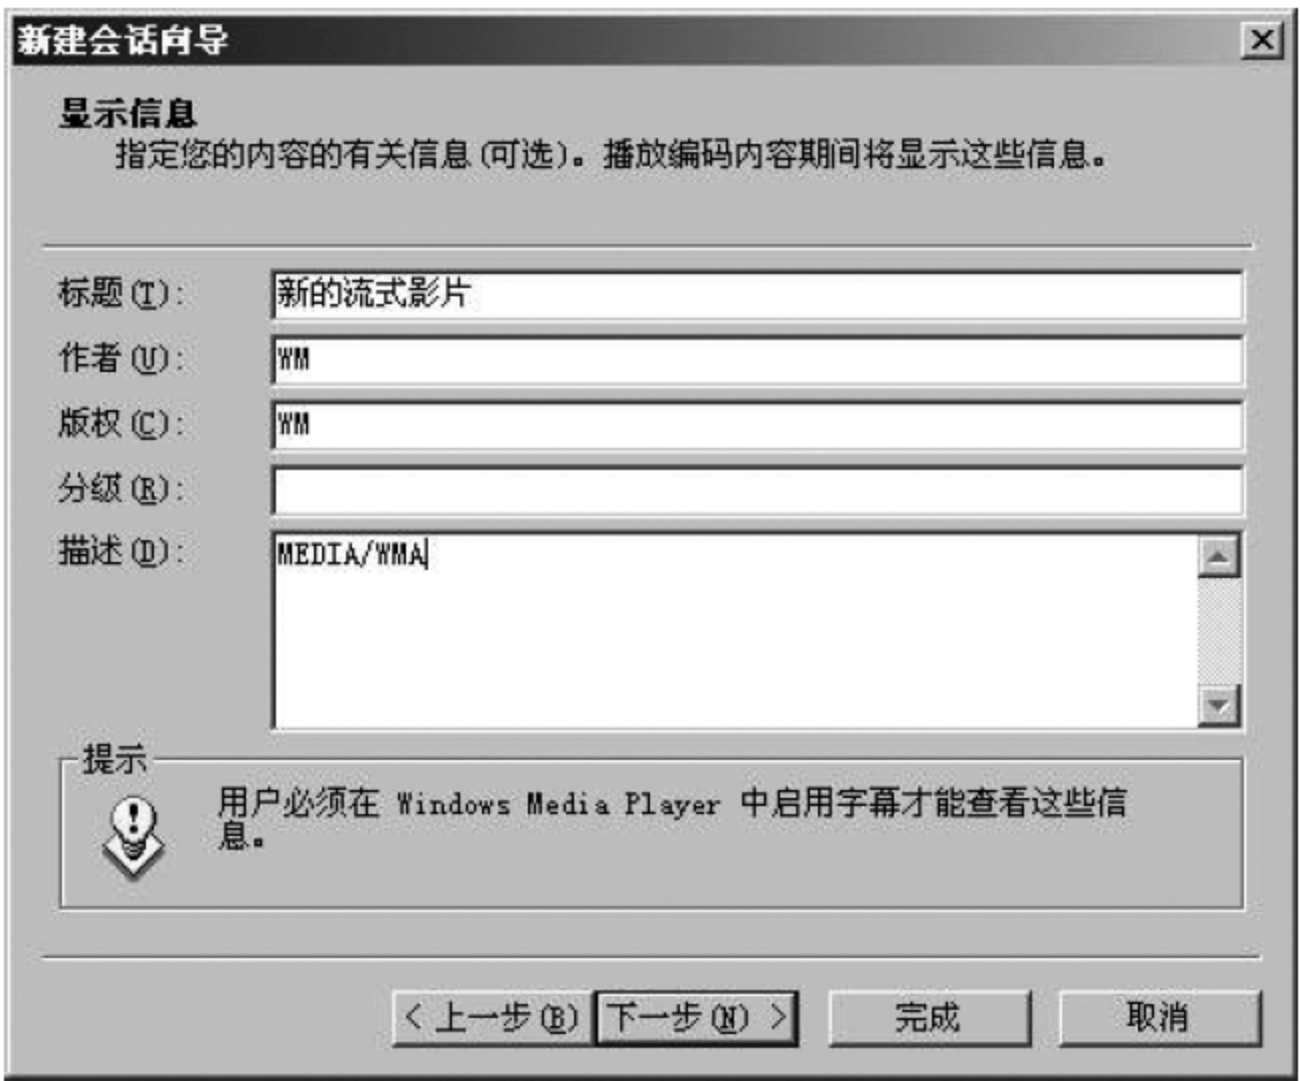 新建会话向导
显示信息
指定您的内容的有关信息(可选)。播放编码内容期间将显示这些信息。
标题(T): 新的流式影片
作者(U): WM
版权(C): WM
分级(R):
描述(D): MEDIA/WMA
提示
用户必须在 Windows Media Player 中启用字幕才能查看这些信
息。
< 上一步(B) 下一步(N) > 完成 取消